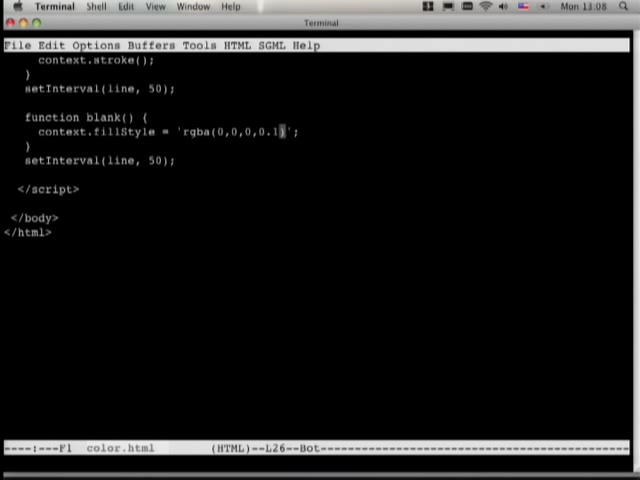 Terminal Shell Edit View Window Help Mon 13:08
Terminal
File Edit Options Buffers Tools HTML SGML Help
context.stroke();
}
setInterval(line, 50);
function blank() {
context.fillStyle = 'rgba(0,0,0,0.1)';
}
setInterval(line, 50);
</script>
</body>
</html>
----:---F1 color.html (HTML)--L26--Bot----------------------------------------------